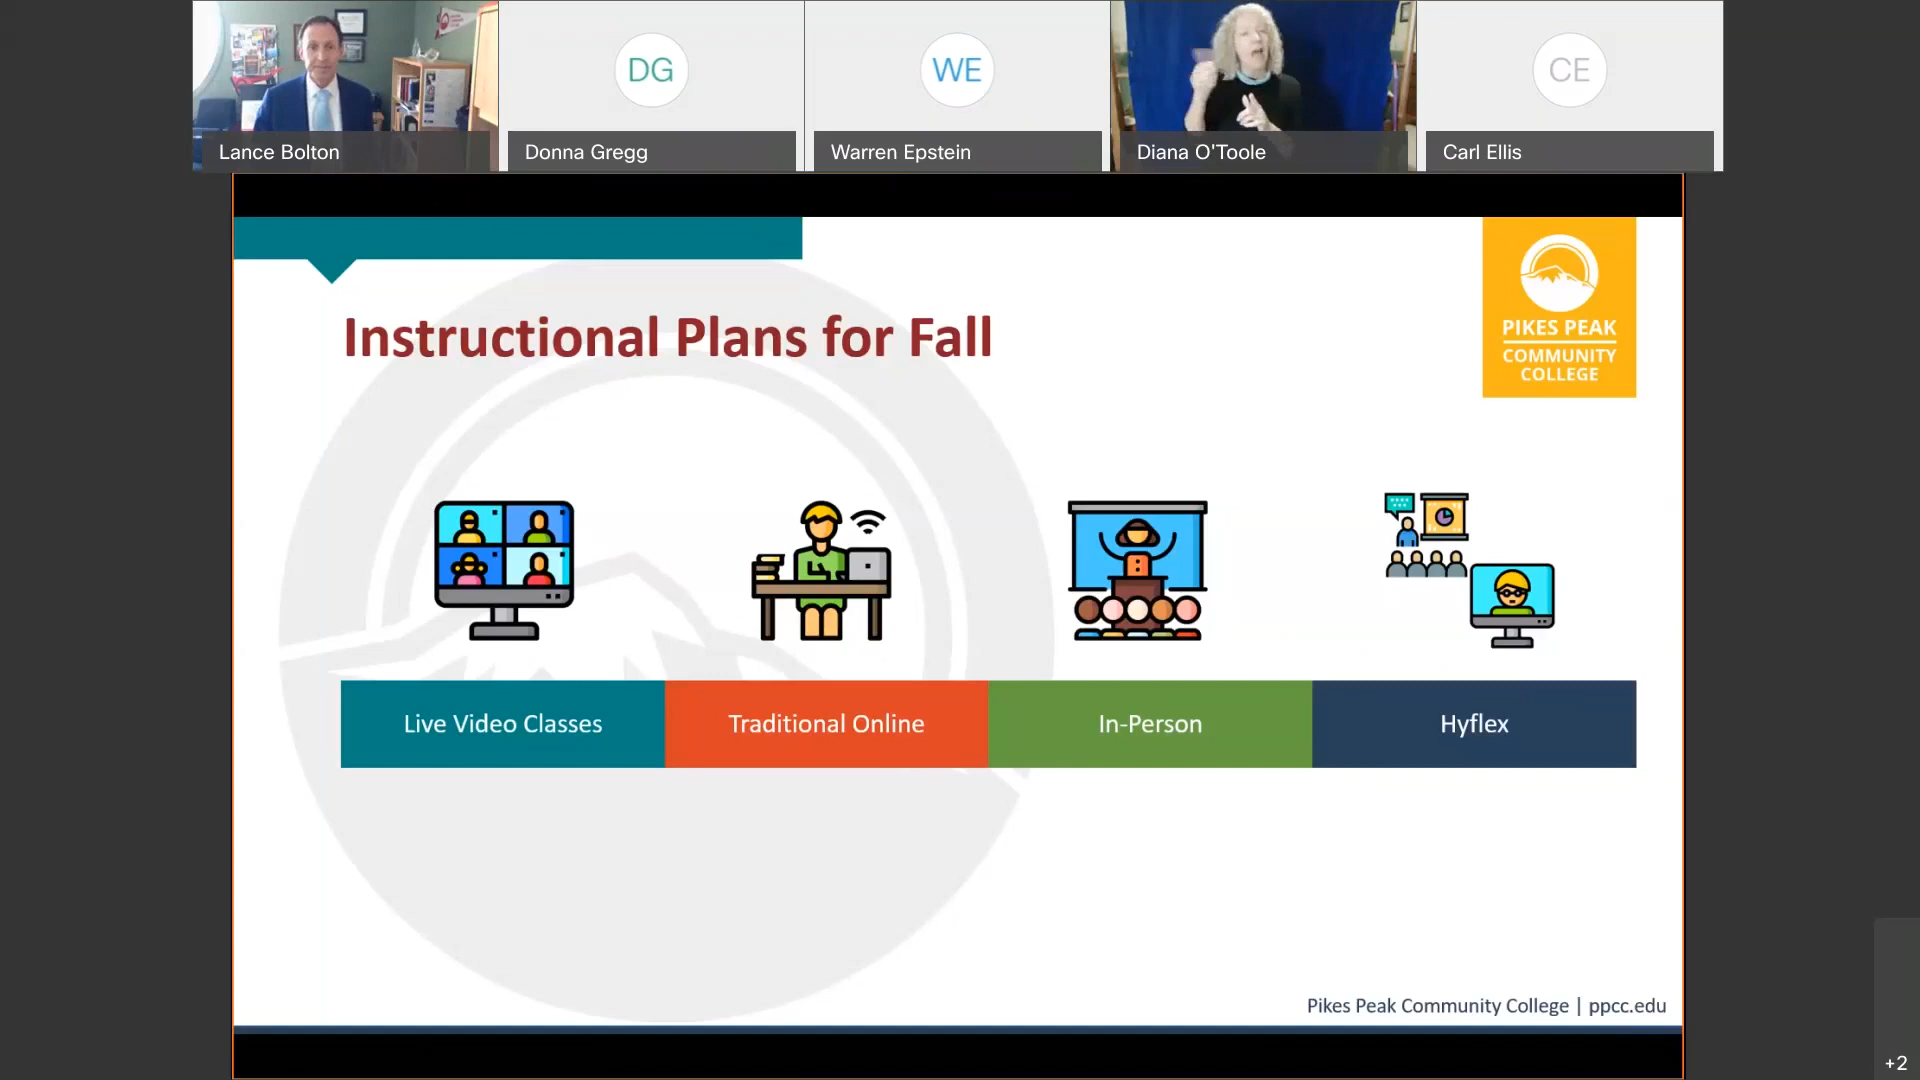 DG
WE
CE
Lance Bolton
Donna Gregg
Warren Epstein
Diana O'Toole
Carl Ellis
Instructional Plans for Fall
PIKES PEAK
COMMUNITY
COLLEGE
Live Video Classes
Traditional Online
In-Person
Hyflex
Pikes Peak Community College | ppcc.edu
+2